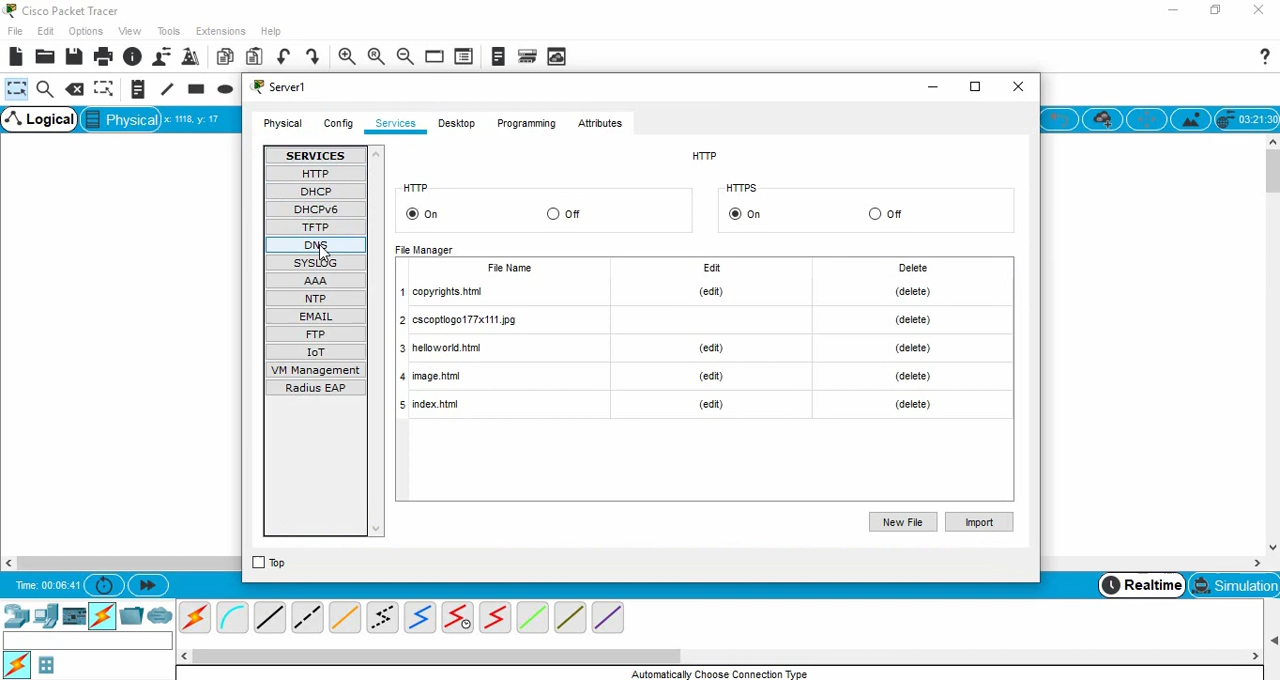 Cisco Packet Tracer
File Edit Options View Tools Extensions Help
?
Server1
Logical Physical x: 1118, y: 17
03:21:30
Physical Config Services Desktop Programming Attributes
SERVICES
HTTP
DHCP
DHCPv6
TFTP
DNS
SYSLOG
AAA
NTP
EMAIL
FTP
IoT
VM Management
Radius EAP
HTTP
HTTP
On Off
HTTPS
On Off
File Manager
File Name Edit Delete
1 copyrights.html (edit) (delete)
2 cscoptlogo177x111.jpg (delete)
3 helloworld.html (edit) (delete)
4 image.html (edit) (delete)
5 index.html (edit) (delete)
New File Import
Top
Time: 00:06:41
Realtime Simulation
Automatically Choose Connection Type